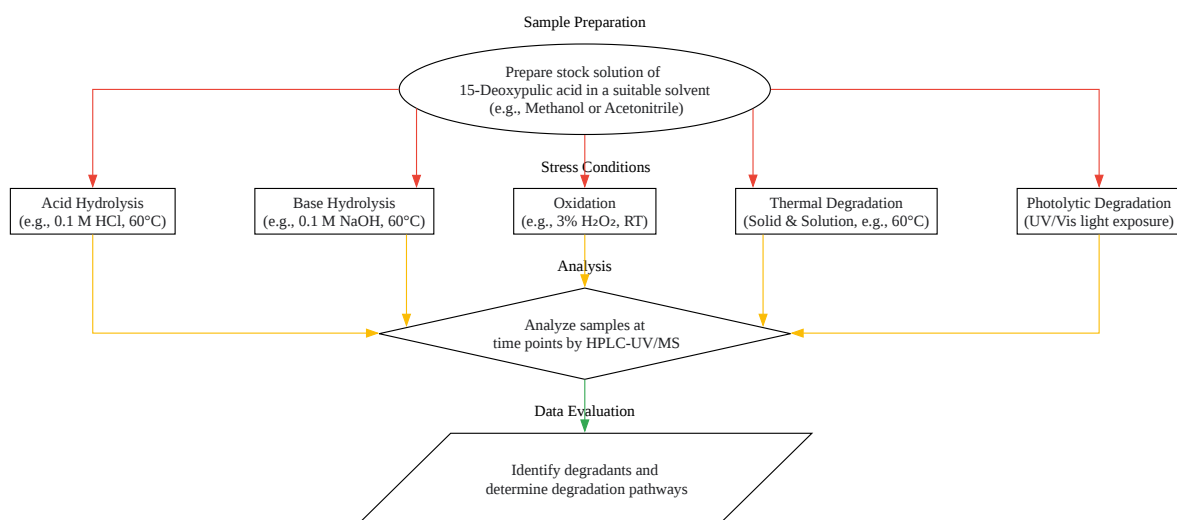 Sample Preparation
Prepare stock solution of
15-Deoxypulic acid in a suitable solvent
(e.g., Methanol or Acetonitrile)
Stress Conditions
Acid Hydrolysis
(e.g., 0.1 M HCl, 60°C)
Base Hydrolysis
(e.g., 0.1 M NaOH, 60°C)
Oxidation
(e.g., 3% H₂O₂, RT)
Thermal Degradation
(Solid & Solution, e.g., 60°C)
Photolytic Degradation
(UV/Vis light exposure)
Analysis
Analyze samples at
time points by HPLC-UV/MS
Data Evaluation
Identify degradants and
determine degradation pathways